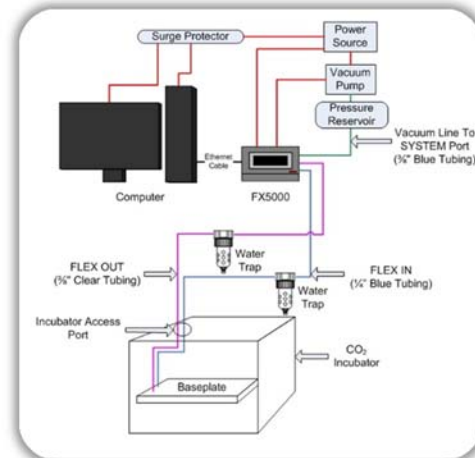 Surge Protector
Power
Source
Vacuum
Pump
Pressure
Reservoir
Vacuum Line To
SYSTEM Port
(⅜" Blue Tubing)
Ethernet
Cable
Computer
FX5000
FLEX OUT
(⅜" Clear Tubing)
Water
Trap
FLEX IN
(¼" Blue Tubing)
Water
Trap
Incubator Access
Port
CO₂
Incubator
Baseplate